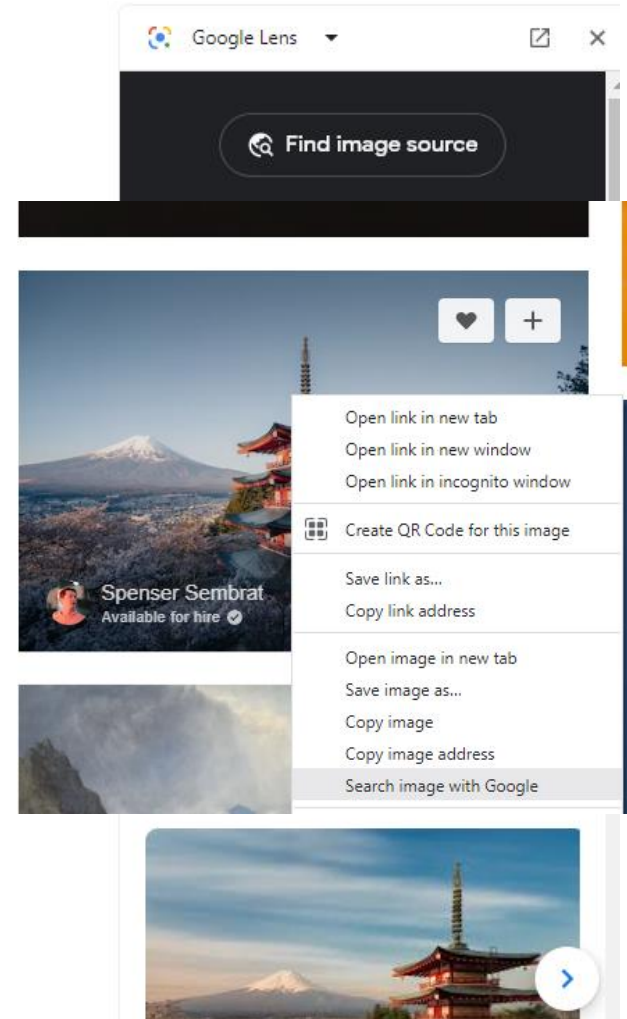 Google Lens
Find image source
Open link in new tab
Open link in new window
Open link in incognito window
Create QR Code for this image
Spenser Sembrat
Available for hire
Save link as...
Copy link address
Open image in new tab
Save image as...
Copy image
Copy image address
Search image with Google